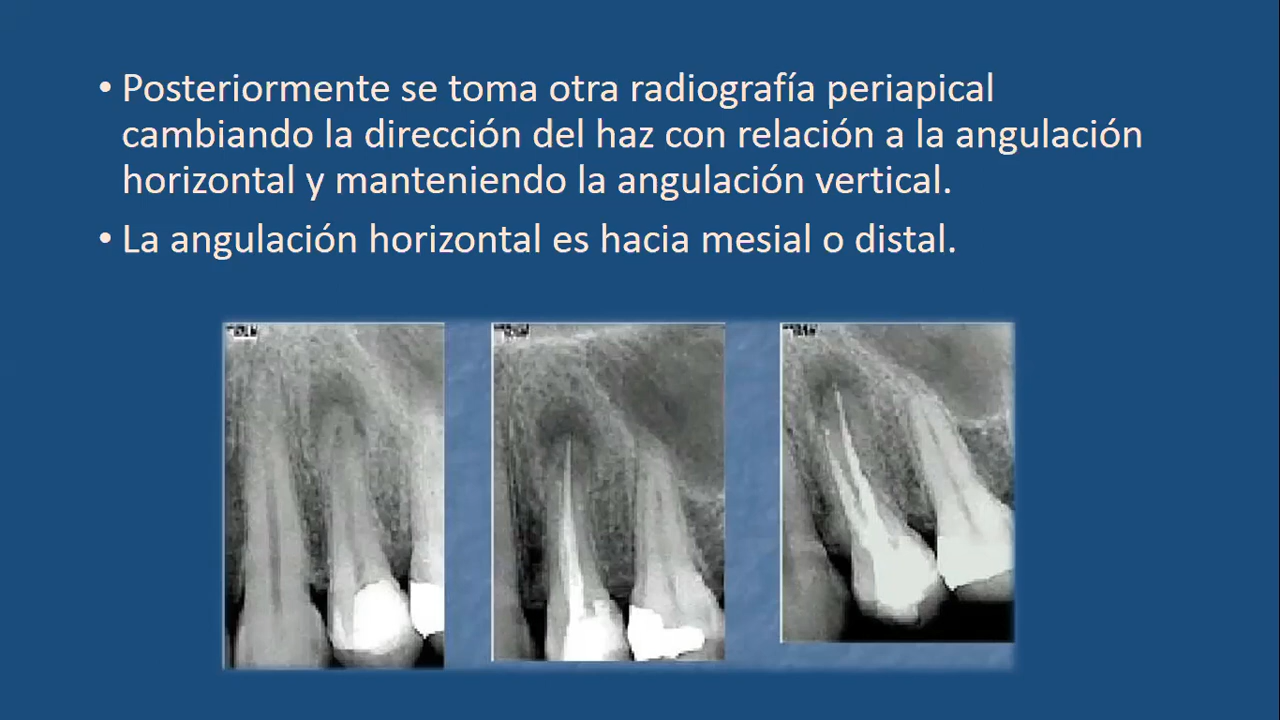 • Posteriormente se toma otra radiografía periapical
cambiando la dirección del haz con relación a la angulación
horizontal y manteniendo la angulación vertical.
• La angulación horizontal es hacia mesial o distal.